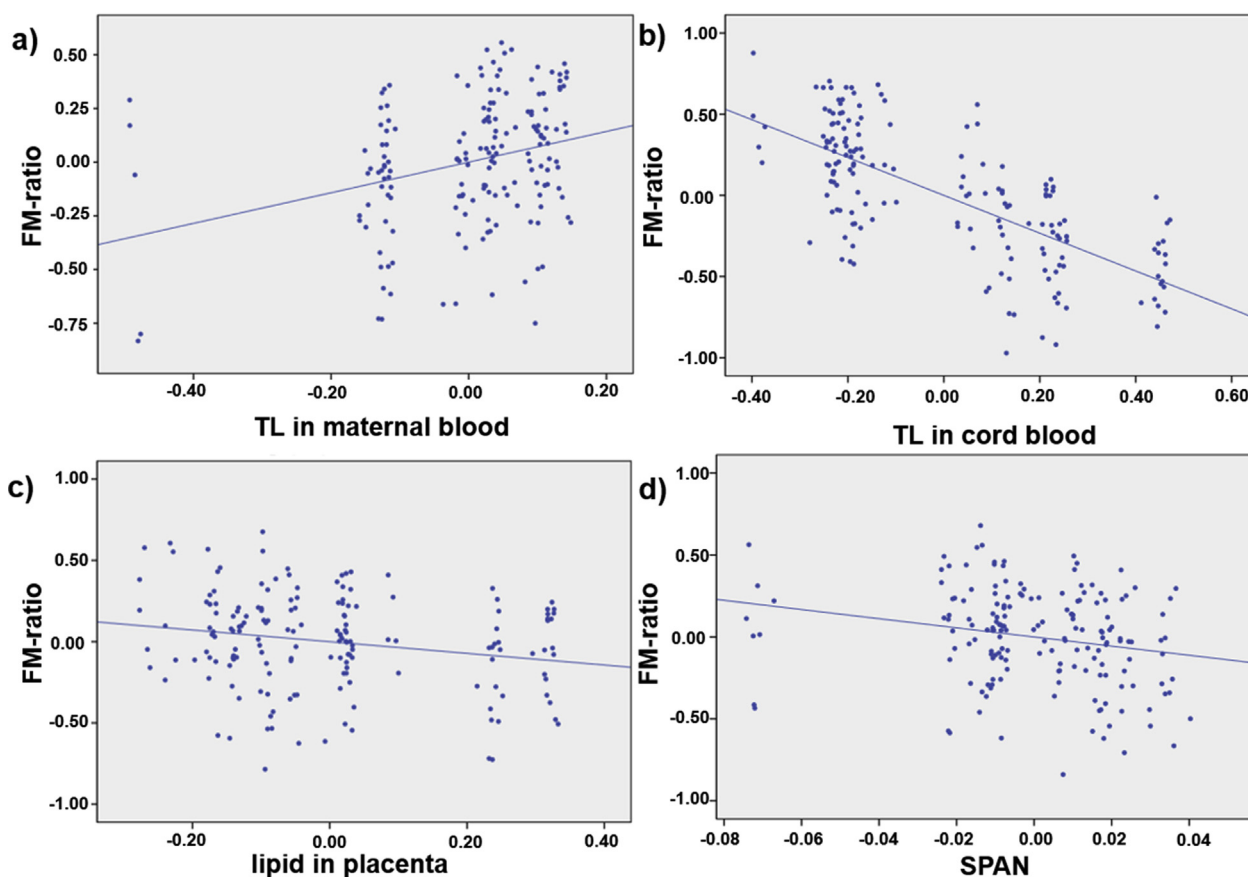 a)
0.50
0.25
0.00
-0.25
-0.50
-0.75
FM-ratio
-0.40 -0.20 0.00 0.20
TL in maternal blood
b)
1.00
0.50
0.00
-0.50
-1.00
FM-ratio
-0.40 -0.20 0.00 0.20 0.40 0.60
TL in cord blood
c)
1.00
0.50
0.00
-0.50
-1.00
FM-ratio
-0.20 0.00 0.20 0.40
lipid in placenta
d)
1.00
0.50
0.00
-0.50
-1.00
FM-ratio
-0.08 -0.06 -0.04 -0.02 0.00 0.02 0.04
SPAN